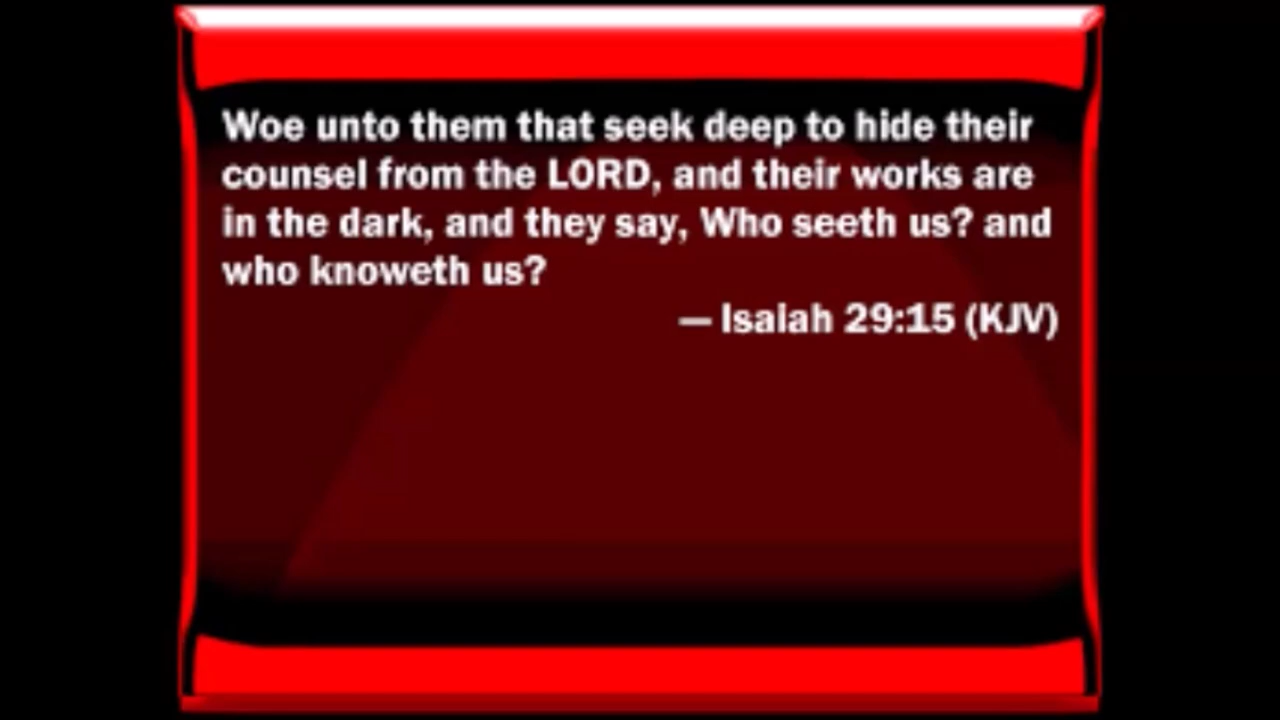 Woe unto them that seek deep to hide their
counsel from the LORD, and their works are
in the dark, and they say, Who seeth us? and
who knoweth us?
— Isaiah 29:15 (KJV)